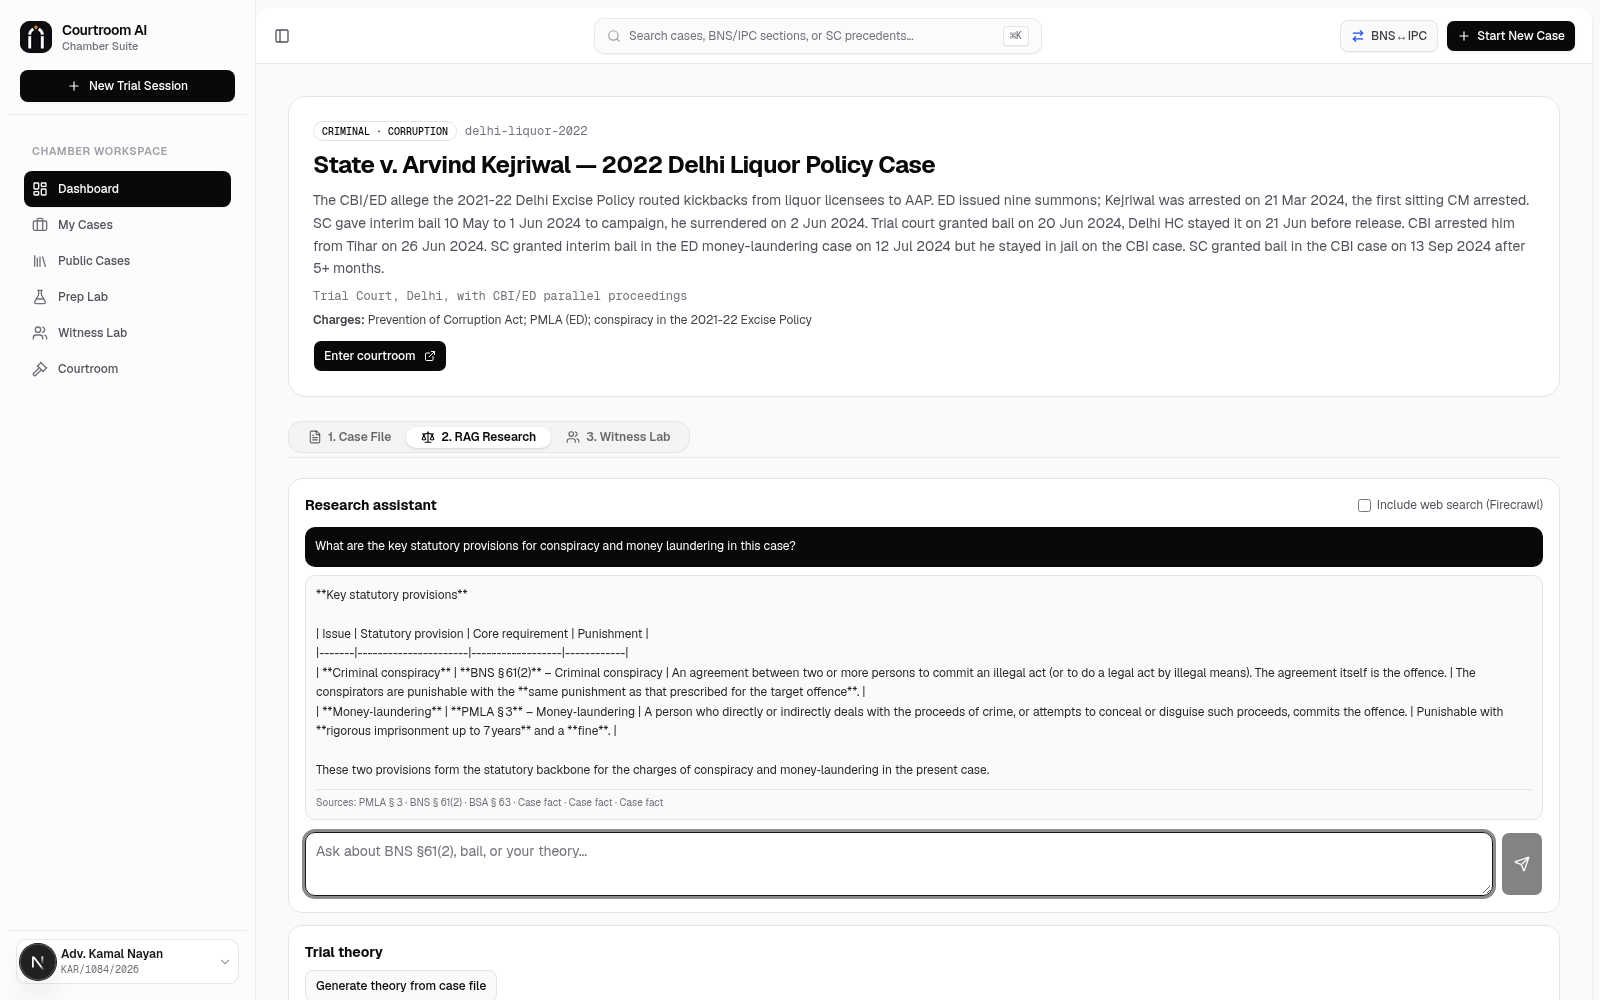 Courtroom AI
Chamber Suite
New Trial Session
CHAMBER WORKSPACE
Dashboard
My Cases
Public Cases
Prep Lab
Witness Lab
Courtroom
Adv. Kamal Nayan
KAR/1084/2026
N
Search cases, BNS/IPC sections, or SC precedents...
⌘K
BNS↔IPC
Start New Case
CRIMINAL · CORRUPTION
delhi-liquor-2022
State v. Arvind Kejriwal — 2022 Delhi Liquor Policy Case
The CBI/ED allege the 2021-22 Delhi Excise Policy routed kickbacks from liquor licensees to AAP. ED issued nine summons; Kejriwal was arrested on 21 Mar 2024, the first sitting CM arrested.
SC gave interim bail 10 May to 1 Jun 2024 to campaign, he surrendered on 2 Jun 2024. Trial court granted bail on 20 Jun 2024, Delhi HC stayed it on 21 Jun before release. CBI arrested him
from Tihar on 26 Jun 2024. SC granted interim bail in the ED money-laundering case on 12 Jul 2024 but he stayed in jail on the CBI case. SC granted bail in the CBI case on 13 Sep 2024 after
5+ months.
Trial Court, Delhi, with CBI/ED parallel proceedings
Charges: Prevention of Corruption Act; PMLA (ED); conspiracy in the 2021-22 Excise Policy
Enter courtroom
1. Case File
2. RAG Research
3. Witness Lab
Research assistant
Include web search (Firecrawl)
What are the key statutory provisions for conspiracy and money laundering in this case?
**Key statutory provisions**
| Issue | Statutory provision | Core requirement | Punishment |
|-------|----------------------|------------------|------------|
| **Criminal conspiracy** | **BNS § 61(2)** – Criminal conspiracy | An agreement between two or more persons to commit an illegal act (or to do a legal act by illegal means). The agreement itself is the offence. | The
conspirators are punishable with the **same punishment as that prescribed for the target offence**. |
| **Money-laundering** | **PMLA § 3** – Money-laundering | A person who directly or indirectly deals with the proceeds of crime, or attempts to conceal or disguise such proceeds, commits the offence. | Punishable with
**rigorous imprisonment up to 7 years** and a **fine**. |
These two provisions form the statutory backbone for the charges of conspiracy and money-laundering in the present case.
Sources: PMLA § 3 · BNS § 61(2) · BSA § 63 · Case fact · Case fact · Case fact
Ask about BNS §61(2), bail, or your theory...
Trial theory
Generate theory from case file